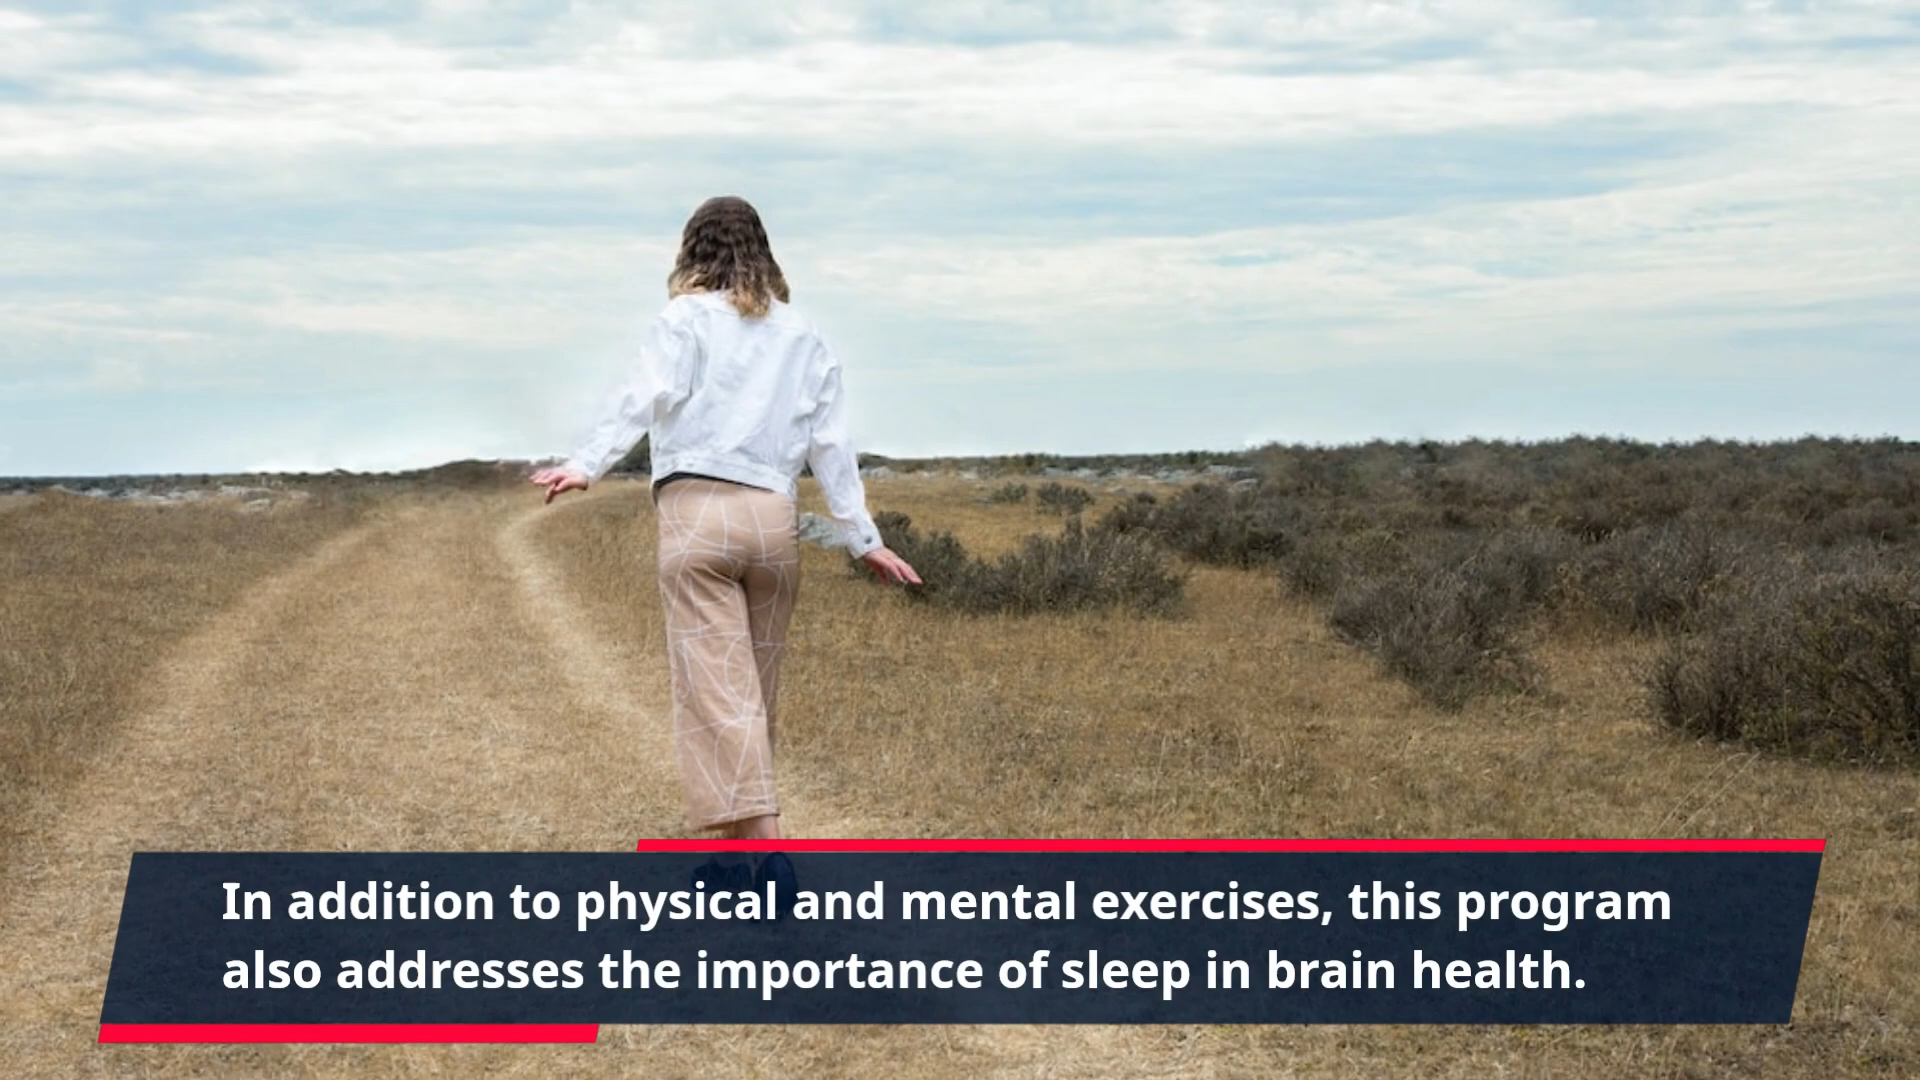 In addition to physical and mental exercises, this program
also addresses the importance of sleep in brain health.